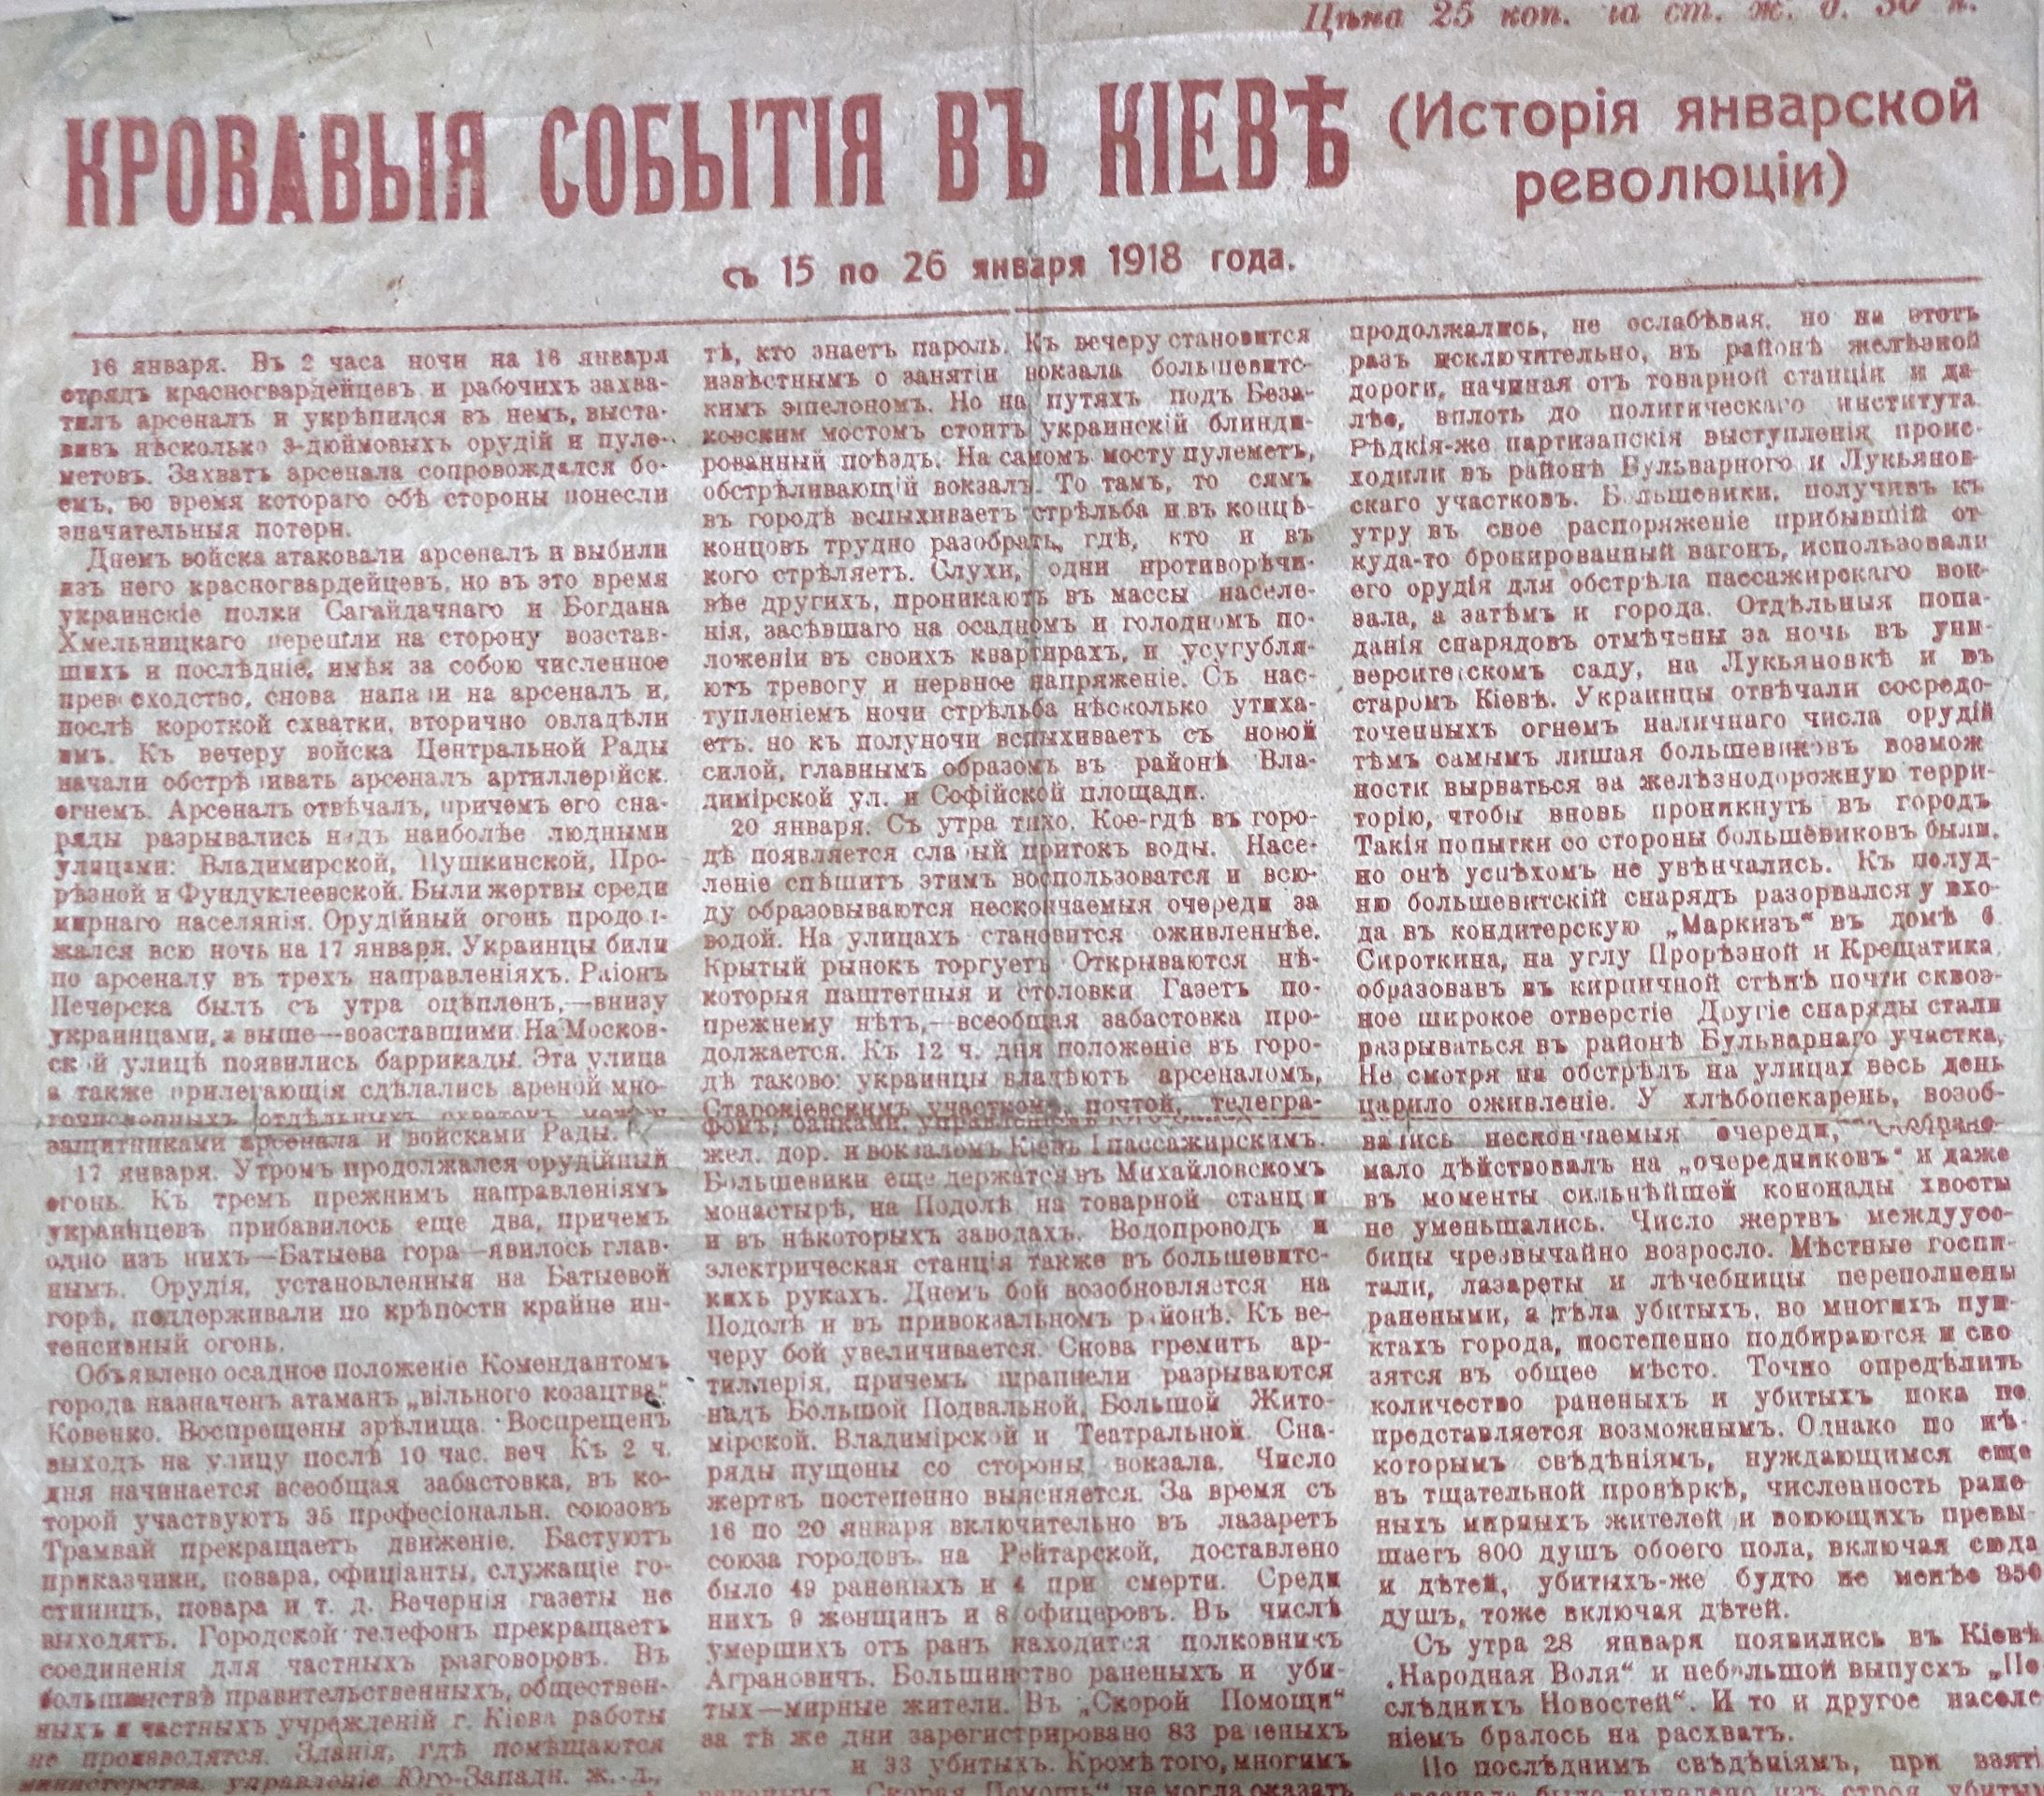 Цѣна 25 коп. на ст. ж. д. 30 к.
КРОВАВЫЯ СОБЫТІЯ ВЪ КІЕВѢ
(Исторія январской
революціи)
съ 15 по 26 января 1918 года.
16 января. Въ 2 часа ночи на 16 января
отрядъ красногвардейцевъ и рабочихъ захва-
тилъ арсеналъ и укрѣпился въ немъ, выста-
вивъ нѣсколько 3-дюймовыхъ орудій и пуле-
метовъ. Захватъ арсенала сопровождался бо-
емъ, во время котораго обѣ стороны понесли
значительныя потери.
Днемъ войска атаковали арсеналъ и выбили
изъ него красногвардейцевъ, но въ это время
украинскіе полки Сагайдачнаго и Богдана
Хмельницкаго перешли на сторону возстав-
шихъ и послѣдніе, имѣя за собою численное
превосходство, снова напали на арсеналъ и,
послѣ короткой схватки, вторично овладѣли
имъ. Къ вечеру войска Центральной Рады
начали обстрѣливать арсеналъ артиллерійск.
огнемъ. Арсеналъ отвѣчалъ, причемъ его сна-
ряды разрывались надъ наиболѣе людными
улицами: Владимирской, Пушкинской, Про-
рѣзной и Фундуклеевской. Были жертвы среди
мирнаго населянія. Орудійный огонь продол-
жался всю ночь на 17 января. Украинцы били
по арсеналу въ трехъ направленіяхъ. Раіонъ
Печерска былъ съ утра оцѣпленъ,—внизу
украинцами, а выше—возставшими. На Москов-
ской улицѣ появились баррикады. Эта улица
а также прилегающія сдѣлались ареной мно-
гочисленныхъ отдѣльныхъ схватокъ между
защитниками арсенала и войсками Рады.
17 января. Утромъ продолжался орудійный
огонь. Къ тремъ прежнимъ направленіямъ
украинцевъ прибавилось еще два, причемъ
одно изъ нихъ—Батыева гора—явилось глав-
нымъ. Орудія, установленныя на Батыевой
горѣ, поддерживали по крѣпости крайне ин-
тенсивный огонь.
Объявлено осадное положеніе Комендантомъ
города назначенъ атаманъ „вільного козацтва“
Ковенко. Воспрещены зрѣлища. Воспрещенъ
выходъ на улицу послѣ 10 час. веч Къ 2 ч.
дня начинается всеобщая забастовка, въ ко-
торой участвуютъ 35 професіональн. союзовъ
Трамвай прекращаетъ движеніе. Бастуютъ
приказчики, повара, официанты, служащіе го-
стиницъ, повара и т. д. Вечернія газеты не
выходятъ. Городской телефонъ прекращаетъ
соединенія для частныхъ разговоровъ. Въ
большинствѣ правительственныхъ, обществен-
ныхъ и частныхъ учрежденій г. Кіева работы
не производятся. Зданія, гдѣ помѣщаются
министерства, управленіе Юго-Западн. ж. д.,
тѣ, кто знаетъ пароль. Къ вечеру становится
извѣстнымъ о занятіи вокзала большевитс-
кимъ эшелономъ. Но на путяхъ подъ Беза-
ковским мостомъ стоитъ украинскій блинди-
рованный поѣздъ. На самомъ мосту пулеметъ,
обстрѣливающій вокзалъ. То тамъ, то сямъ
въ городѣ вспыхиваетъ стрѣльба и въ концѣ-
концовъ трудно разобрать, гдѣ, кто и въ
кого стрѣляетъ. Слухи, одни противорѣчи-
вѣе другихъ, проникаютъ въ массы населе-
нія, засѣвшаго на осадномъ и голодномъ по-
ложеніи въ своихъ квартирахъ, и усугубля-
ютъ тревогу и нервное напряженіе. Съ нас-
тупленіемъ ночи стрѣльба нѣсколько утиха-
етъ. но къ полуночи вспыхиваетъ съ новой
силой, главнымъ образомъ въ районѣ Вла-
димірской ул. и Софійской площади.
20 января. Съ утра тихо. Кое-гдѣ въ горо-
дѣ появляется слабый притокъ воды. Насе-
леніе спѣшитъ этимъ воспользоватся и всю-
ду образовываются нескончаемыя очереди за
водой. На улицахъ становится оживленнѣе.
Крытый рынокъ торгуетъ Открываются нѣ-
которыя паштетныя и столовки Газетъ по-
прежнему нѣтъ,—всеобщая забастовка про-
должается. Къ 12 ч. дня положеніе въ горо-
дѣ таково: украинцы владѣютъ арсеналомъ,
Старокіевскимъ участкомъ, почтой, телегра-
фомъ, банками, управленіемъ Юго-Запад.
жел. дор. и вокзаломъ Кіевъ I пассажирскимъ.
Большевики еще держатся въ Михайловскомъ
монастырѣ, на Подолѣ на товарной станціи
и въ нѣкоторыхъ заводахъ. Водопроводъ и
электрическая станція также въ большевитс-
кихъ рукахъ. Днемъ бой возобновляется на
Подолѣ и въ привокзальномъ районѣ. Къ ве-
черу бой увеличивается. Снова гремитъ ар-
тиллерія, причемъ шрапнели разрываются
надъ Большой Подвальной, Большой Жито-
мірской, Владимірской и Театральной. Сна-
ряды пущены со стороны вокзала. Число
жертвъ постепенно выясняется. За время съ
16 по 20 января включительно въ лазаретъ
союза городовъ. на Рейтарской, доставлено
было 49 раненыхъ и 4 при смерти. Среди
нихъ 9 женщинъ и 8 офицеровъ. Въ числѣ
умершихъ отъ ранъ находится полковникъ
Аграновичъ. Большинство раненыхъ и уби-
тыхъ—мирные жители. Въ „Скорой Помощи“
за тѣ же дни зарегистрировано 83 раненыхъ
и 33 убитыхъ. Кромѣ того, многимъ
раненымъ „Скорая Помощь“ не могла оказать
продолжались, не ослабѣвая, но на этотъ
разъ исключительно, въ районѣ желѣзной
дороги, начиная отъ товарной станціи и да-
лѣе, вплоть до политическаго института.
Рѣдкія-же партизанскія выступленія проис-
ходили въ районѣ Бульварного и Лукьянов-
скаго участковъ. Большевики, получивъ къ
утру въ свое распоряженіе прибывшій от-
куда-то бронированный вагонъ, использовали
его орудія для обстрѣла пассажирскаго вок-
зала, а затѣмъ и города. Отдѣльныя попа-
данія снарядовъ отмѣчены за ночь въ уни-
верситетскомъ саду, на Лукьяновкѣ и въ
старомъ Кіевѣ. Украинцы отвѣчали сосредо-
точенныхъ огнемъ наличнаго числа орудій
тѣмъ самымъ лишая большевиковъ возмож
ности вырваться за желѣзнодорожную терри-
торію, чтобы вновь проникнуть въ городъ
Такія попытки со стороны большевиковъ были,
но онѣ успѣхомъ не увѣнчались. Къ полуд-
ню большевитскій снарядъ разорвался у вхо-
да въ кондитерскую „Маркизъ“ въ домѣ б.
Сироткина, на углу Прорѣзной и Крещатика,
образовавъ въ кирпичной стѣнѣ почти сквоз-
ное широкое отверстіе Другіе снаряды стали
разрываться въ районѣ Бульварнаго участка,
Не смотря на обстрѣлъ на улицах весь день
царило оживленіе. У хлѣбопекарень, возоб-
вались нескончаемыя очереди,
мало дѣйствовалъ на „очередниковъ“ и даже
въ моменты сильнѣйшей кононады хвосты
не уменьшались. Число жертвъ междуусо-
бицы чрезвычайно возросло. Мѣстные госпи-
тали, лазареты и лѣчебницы переполнены
ранеными, а тѣла убитыхъ, во многихъ пун-
ктахъ города, постепенно подбираются и сво
зятся въ общее мѣсто. Точно опредѣлить
количество раненыхъ и убитыхъ пока не
представляется возможнымъ. Однако по нѣ-
которымъ свѣдѣніямъ, нуждающимся еще
въ тщательной провѣркѣ, численность ране-
ныхъ мирныхъ жителей и воюющихъ превы-
шаетъ 800 душъ обоего пола, включая сюда
и дѣтей, убитыхъ-же будто не менѣе 350
душъ, тоже включая дѣтей.
Съ утра 28 января появились въ Кіевѣ
„Народная Воля“ и небольшой выпускъ „По
слѣднихъ Новостей“. И то и другое населе
ніемъ бралось на расхватъ.
По послѣднимъ свѣдѣніямъ, при взяті
арсенала было выведено изъ строя убиты